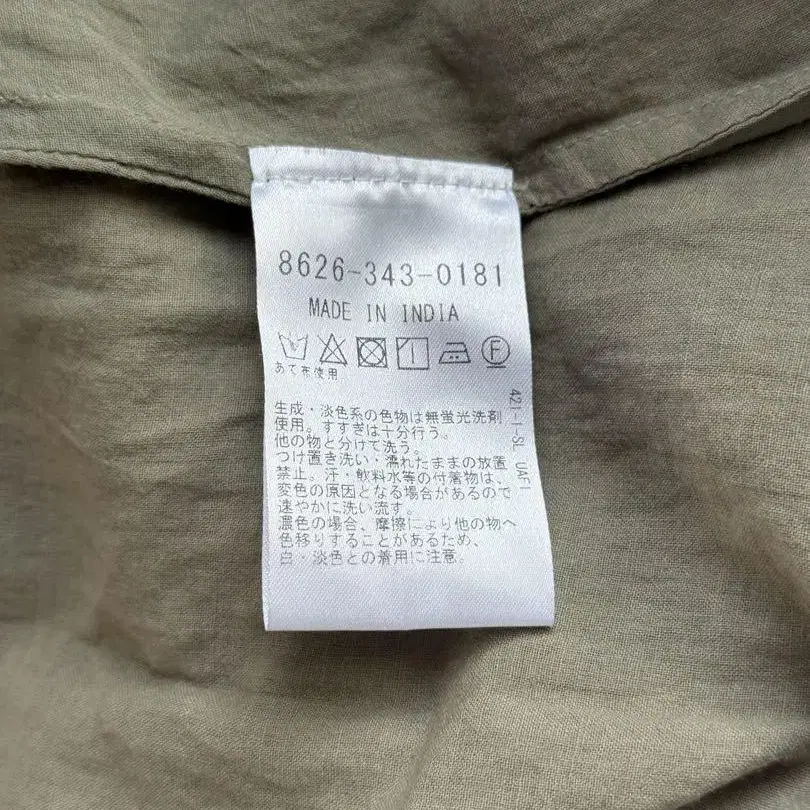 8626-343-0181
MADE IN INDIA
F
あて布使用
生成・淡色系の色物は無蛍光洗剤
使用。すすぎは十分行う。
他の物と分けて洗う。
つけ置き洗い・濡れたままの放置
禁止。汗・飲料水等の付着物は、
変色の原因となる場合があるので
速やかに洗い流す。
濃色の場合、摩擦により他の物へ
色移りすることがあるため、
白・淡色との着用に注意。
421-1-SL UAF1